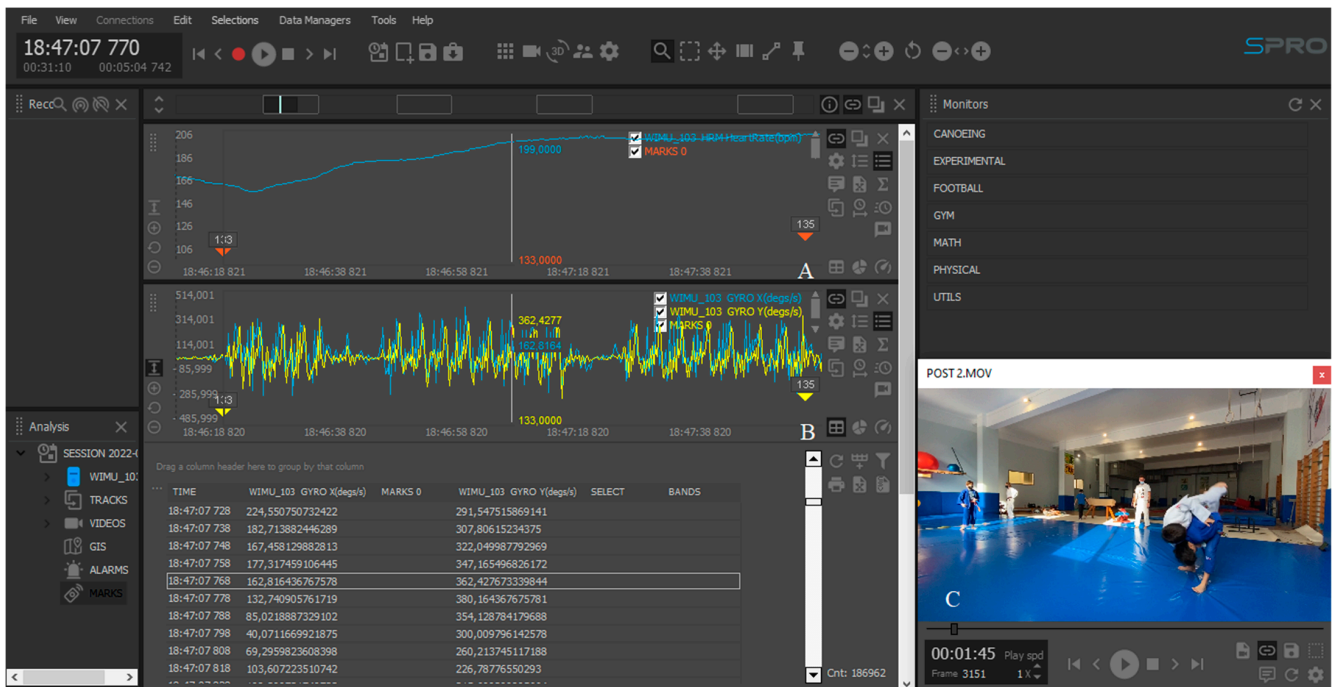 File View Connections Edit Selections Data Managers Tools Help
18:47:07 770
00:31:10 00:05:04 742
SPRO
Monitors
CANOEING
EXPERIMENTAL
FOOTBALL
GYM
MATH
PHYSICAL
UTILS
206
186
166
146
126
106
WIMU_103 HRM HeartRate(bpm)
MARKS 0
199,0000
133
135
133,0000
18:46:18 821 18:46:38 821 18:46:58 821 18:47:18 821 18:47:38 821
A
514,001
314,001
114,001
-85,999
-285,999
-485,999
WIMU_103 GYRO X(degs/s)
WIMU_103 GYRO Y(degs/s)
MARKS 0
362,4277
162,8164
133
135
133,0000
18:46:18 820 18:46:38 820 18:46:58 820 18:47:18 820 18:47:38 820
B
Analysis
SESSION 2022-
WIMU_10
TRACKS
VIDEOS
GIS
ALARMS
MARKS
Drag a column header here to group by that column
TIME WIMU_103 GYRO X(degs/s) MARKS 0 WIMU_103 GYRO Y(degs/s) SELECT BANDS
18:47:07 728 224,550750732422 291,547515869141
18:47:07 738 182,713882446289 307,80615234375
18:47:07 748 167,458129882813 322,049987792969
18:47:07 758 177,317459106445 347,165496826172
18:47:07 768 162,816436767578 362,427673339844
18:47:07 778 132,740905761719 380,164367675781
18:47:07 788 85,0218887329102 354,128784179688
18:47:07 798 40,0711669921875 300,009796142578
18:47:07 808 69,2959823608398 260,213745117188
18:47:07 818 103,607223510742 226,78776550293
Cnt: 186962
POST 2.MOV
C
00:01:45 Play spd
Frame 3151 1 X